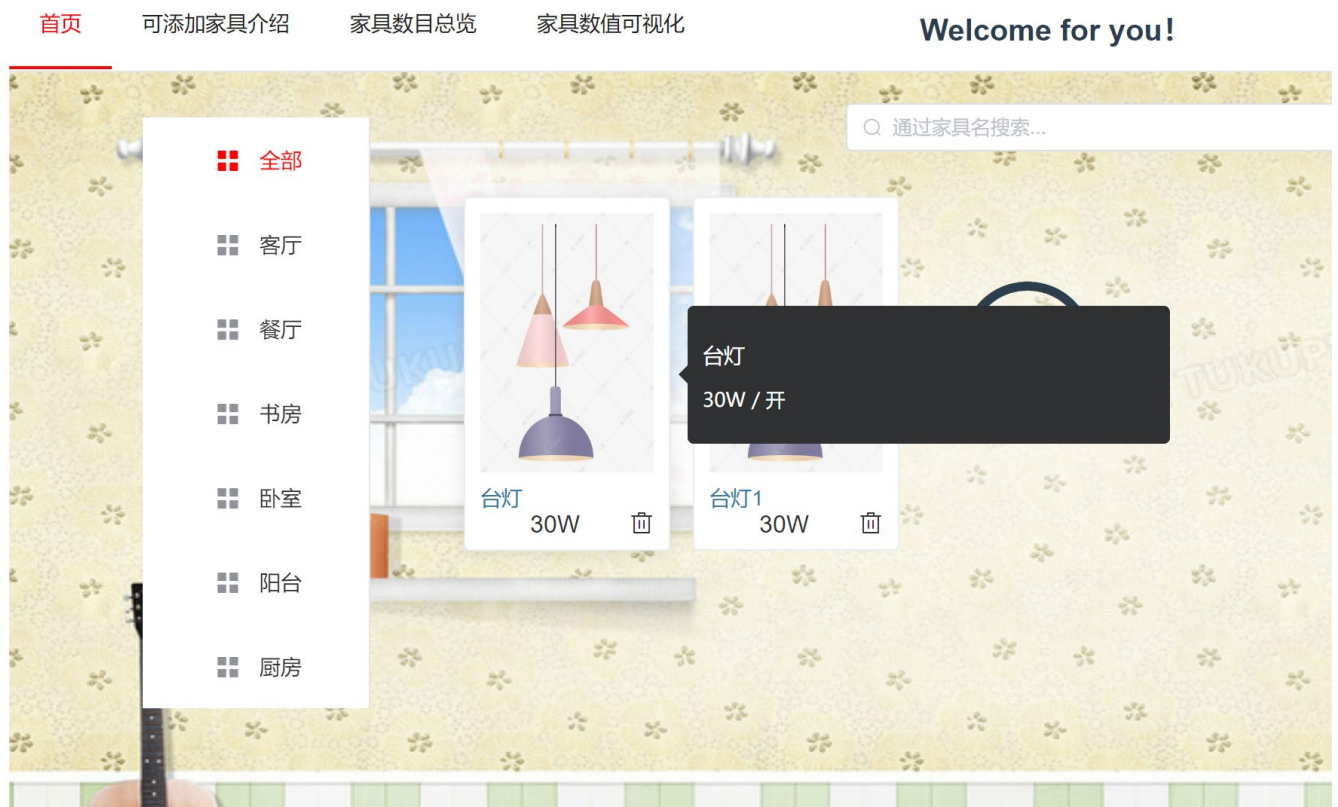 首页
可添加家具介绍
家具数目总览
家具数值可视化
Welcome for you!
通过家具名搜索...
全部
客厅
餐厅
书房
卧室
阳台
厨房
台灯
30W / 开
台灯
30W
台灯1
30W